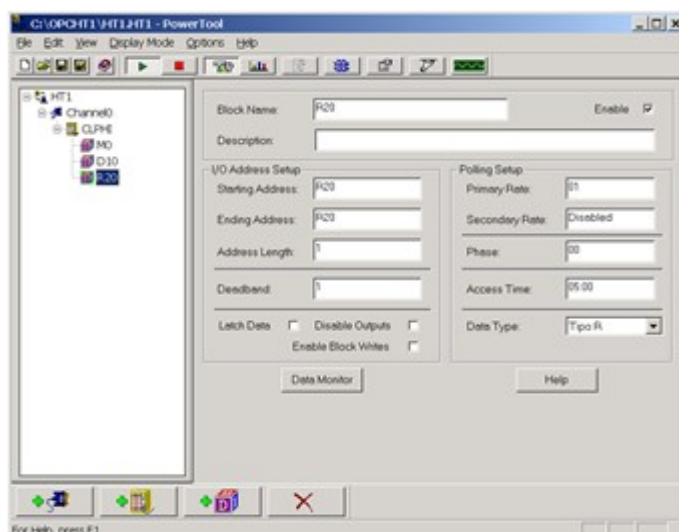 C:\OPCHT1\HT1.HT1 - PowerTool
File Edit View Display Mode Options Help
HT1
Channel0
CLPHI
M0
D10
R20
Block Name: R20 Enable
Description:
I/O Address Setup
Starting Address: R20
Ending Address: R20
Address Length: 1
Deadband: 1
Latch Data Disable Outputs
Enable Block Writes
Polling Setup
Primary Rate: 01
Secondary Rate: Disabled
Phase: 00
Access Time: 05:00
Data Type: Tipo R
Data Monitor Help
For Help, press F1